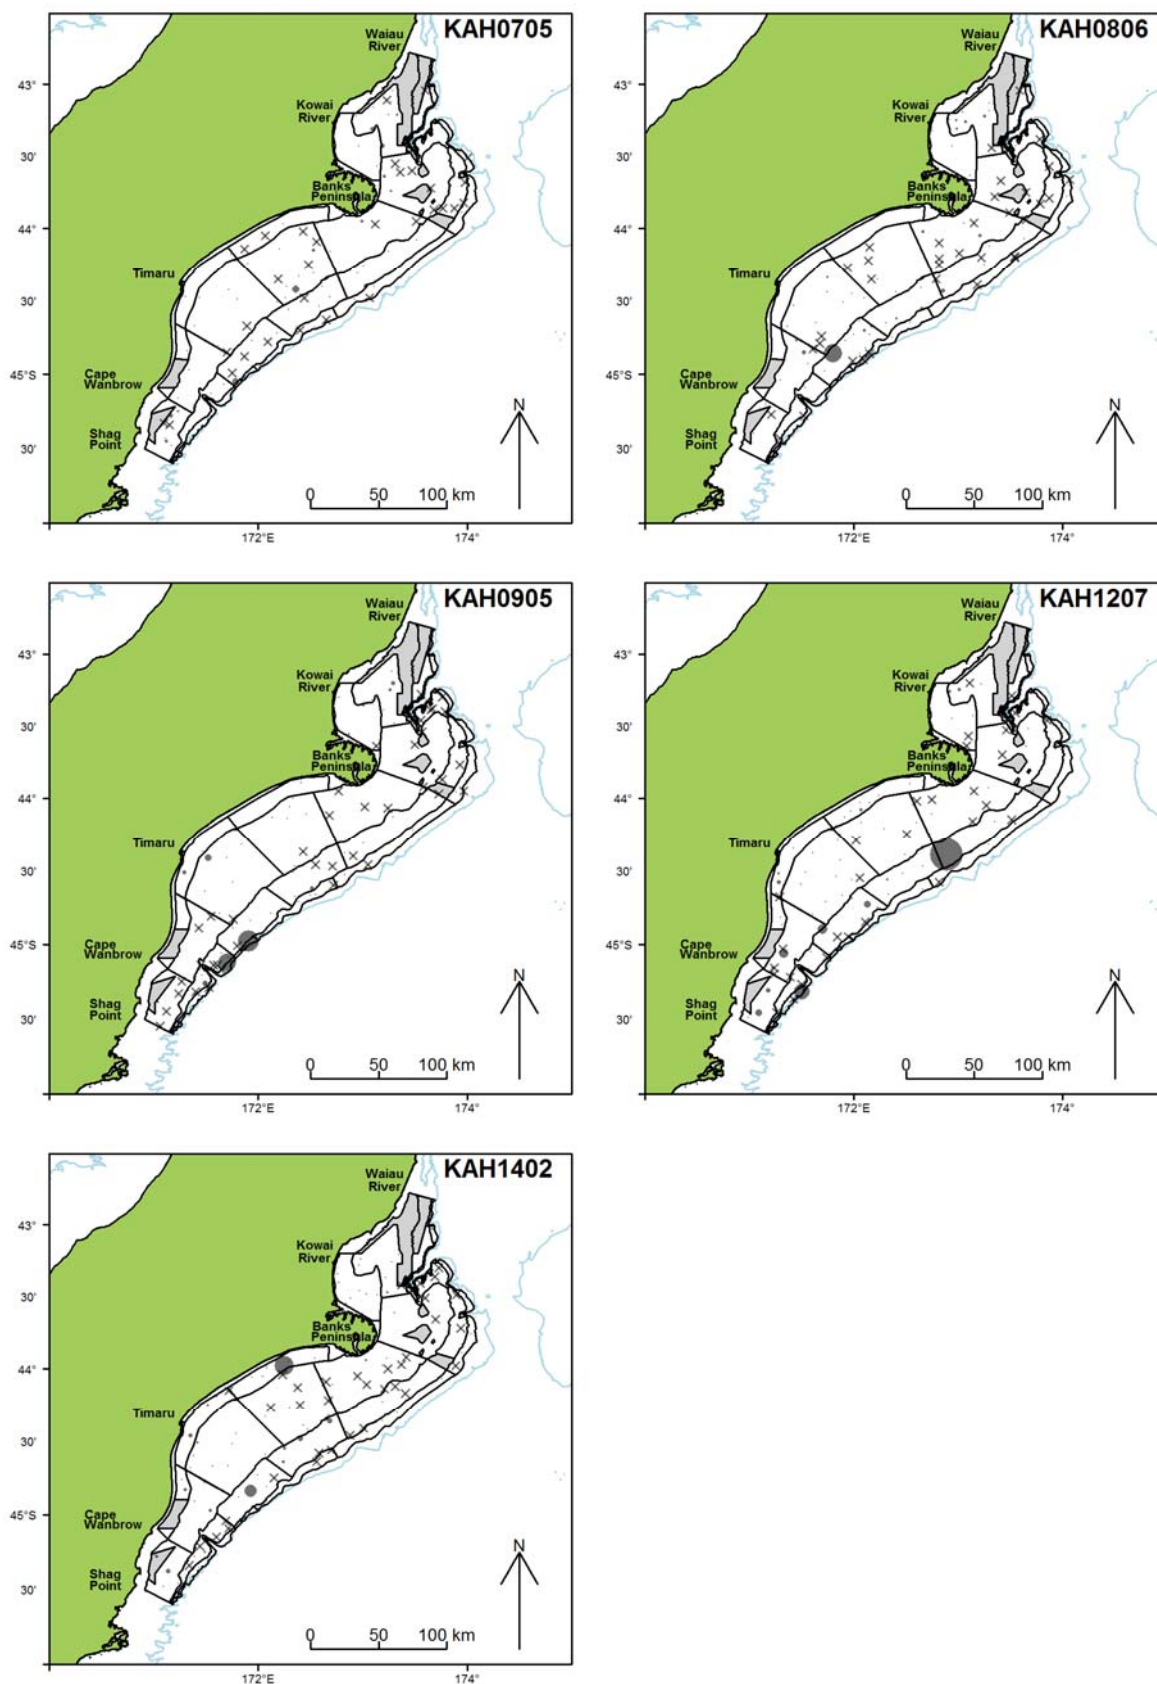 KAH0705
Waiau
River
43°
Kowai
River
30'
Banks
Peninsula
44°
Timaru
30'
45°S
Cape
Wanbrow
Shag
Point
30'
N
0 50 100 km
172°E 174°
KAH0806
Waiau
River
43°
Kowai
River
30'
Banks
Peninsula
44°
Timaru
30'
45°S
Cape
Wanbrow
Shag
Point
30'
N
0 50 100 km
172°E 174°
KAH0905
Waiau
River
43°
Kowai
River
30'
Banks
Peninsula
44°
Timaru
30'
45°S
Cape
Wanbrow
Shag
Point
30'
N
0 50 100 km
172°E 174°
KAH1207
Waiau
River
43°
Kowai
River
30'
Banks
Peninsula
44°
Timaru
30'
45°S
Cape
Wanbrow
Shag
Point
30'
N
0 50 100 km
172°E 174°
KAH1402
Waiau
River
43°
Kowai
River
30'
Banks
Peninsula
44°
Timaru
30'
45°S
Cape
Wanbrow
Shag
Point
30'
N
0 50 100 km
172°E 174°